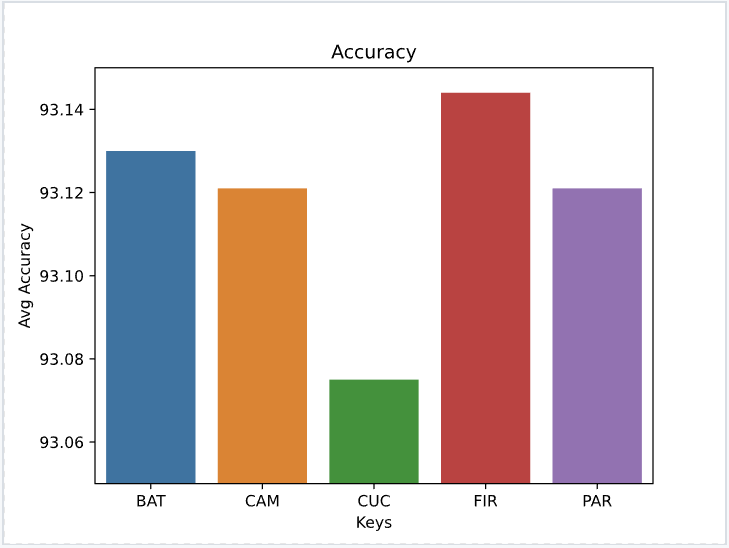 Accuracy
Avg Accuracy
93.14
93.12
93.10
93.08
93.06
BAT CAM CUC FIR PAR
Keys